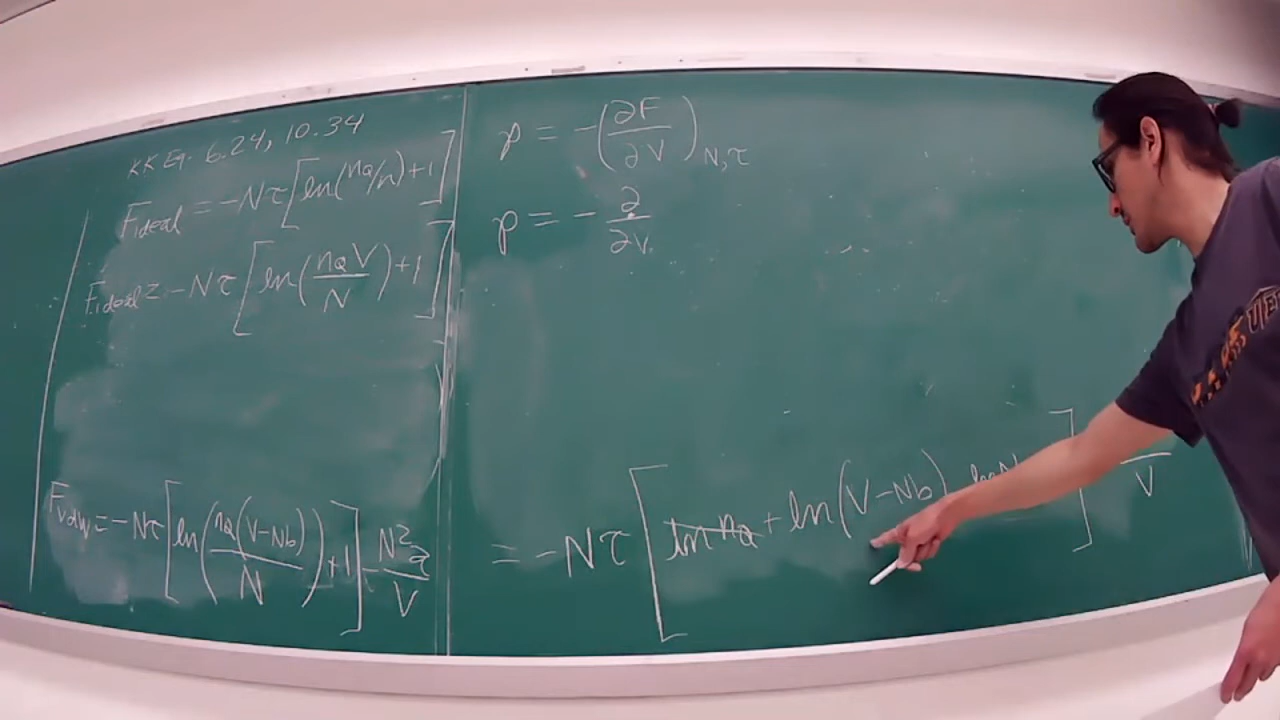 KK Eq. 6.24, 10.34
F_ideal = -Nτ[ln(n_Q/n)+1]
F_ideal = -Nτ[ln(n_Q V/N)+1]
F_vdW = -Nτ[ln(n_Q(V-Nb)/N)+1] - N²a/V
p = -(∂F/∂V)_N,τ
p = -∂/∂V
= -Nτ[ln n_Q + ln(V-Nb) ln N ] V